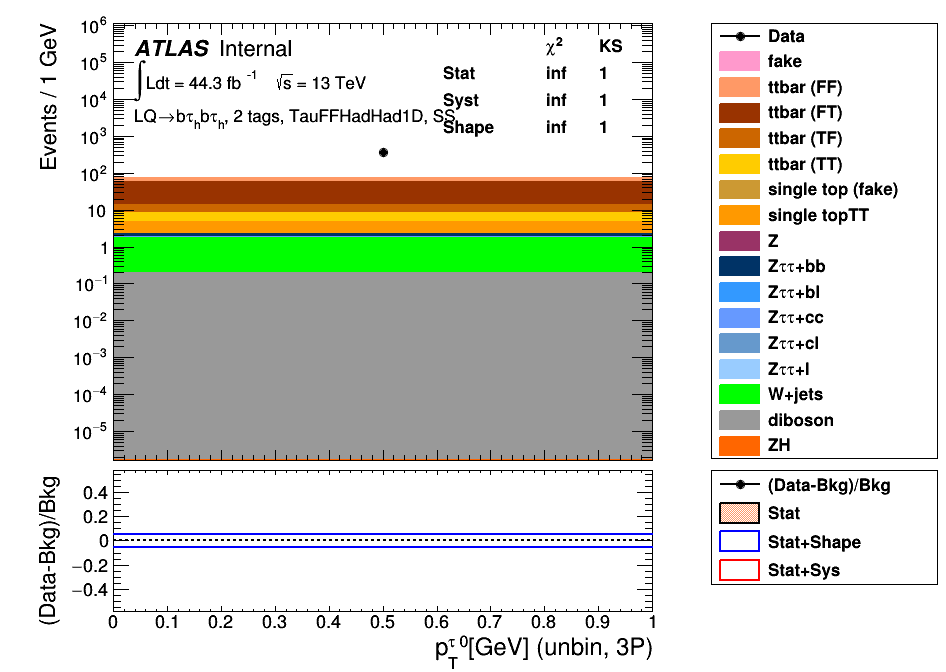 Events / 1 GeV
10⁶
10⁵
10⁴
10³
10²
10
1
10⁻¹
10⁻²
10⁻³
10⁻⁴
10⁻⁵
ATLAS Internal
∫Ldt = 44.3 fb⁻¹ √s = 13 TeV
LQ→bτₕbτₕ, 2 tags, TauFFHadHad1D, SS,
χ² KS
Stat inf 1
Syst inf 1
Shape inf 1
Data
fake
ttbar (FF)
ttbar (FT)
ttbar (TF)
ttbar (TT)
single top (fake)
single topTT
Z
Zττ+bb
Zττ+bl
Zττ+cc
Zττ+cl
Zττ+l
W+jets
diboson
ZH
(Data-Bkg)/Bkg
0.4
0.2
0
−0.2
−0.4
0 0.1 0.2 0.3 0.4 0.5 0.6 0.7 0.8 0.9 1
p_T^τ0[GeV] (unbin, 3P)
(Data-Bkg)/Bkg
Stat
Stat+Shape
Stat+Sys